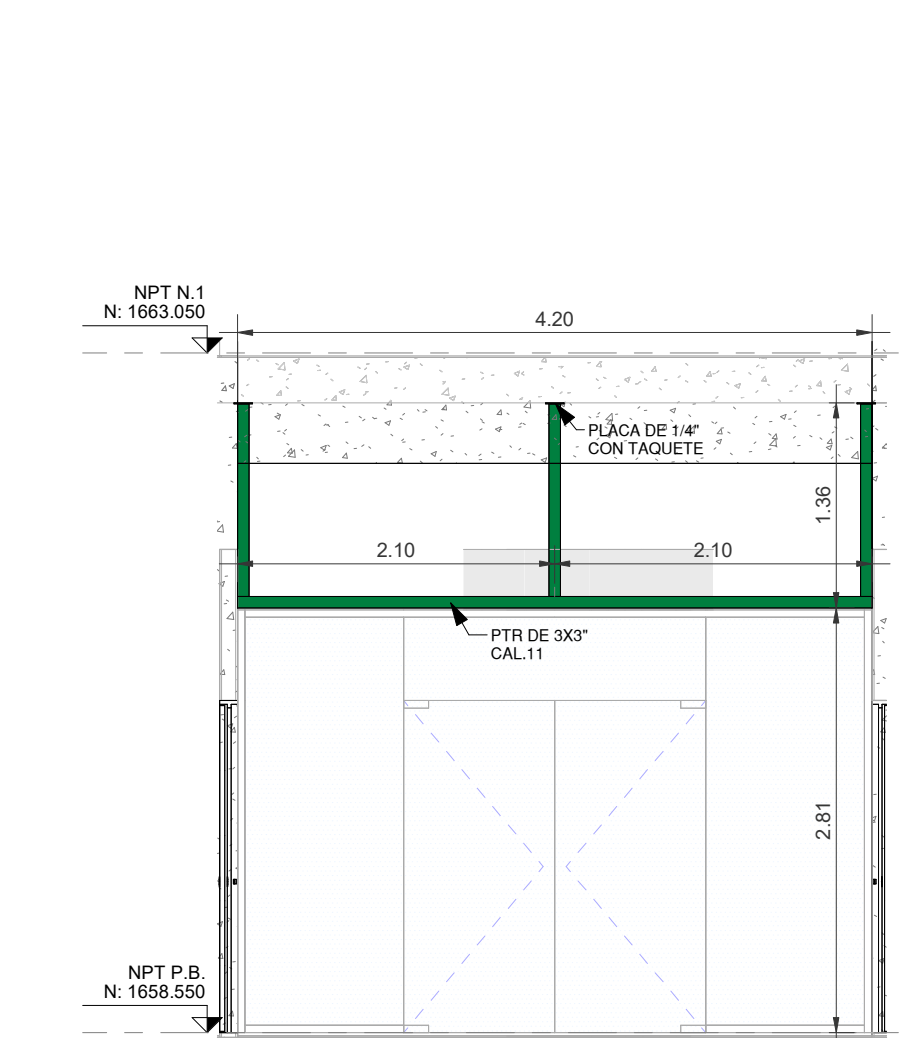 NPT N.1
N: 1663.050
4.20
PLACA DE 1/4"
CON TAQUETE
1.36
2.10
2.10
PTR DE 3X3"
CAL.11
2.81
NPT P.B.
N: 1658.550